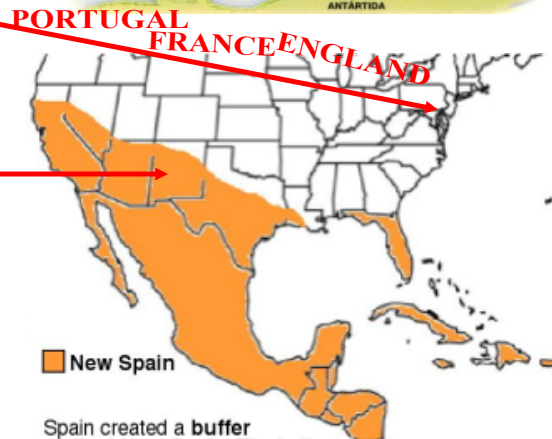 ANTÁRTIDA
PORTUGAL
FRANCE
ENGLAND
New Spain
Spain created a buffer